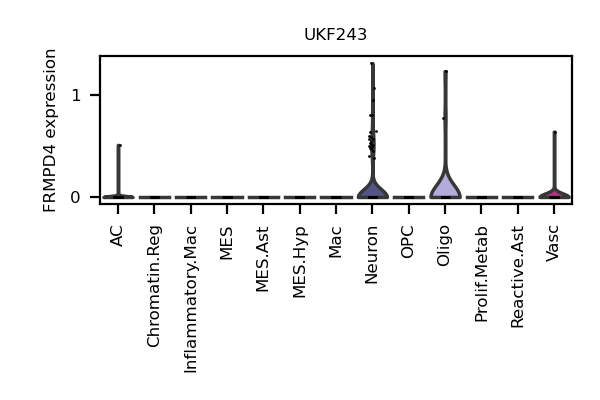 UKF243
FRMPD4 expression
1
0
AC
Chromatin.Reg
Inflammatory.Mac
MES
MES.Ast
MES.Hyp
Mac
Neuron
OPC
Oligo
Prolif.Metab
Reactive.Ast
Vasc